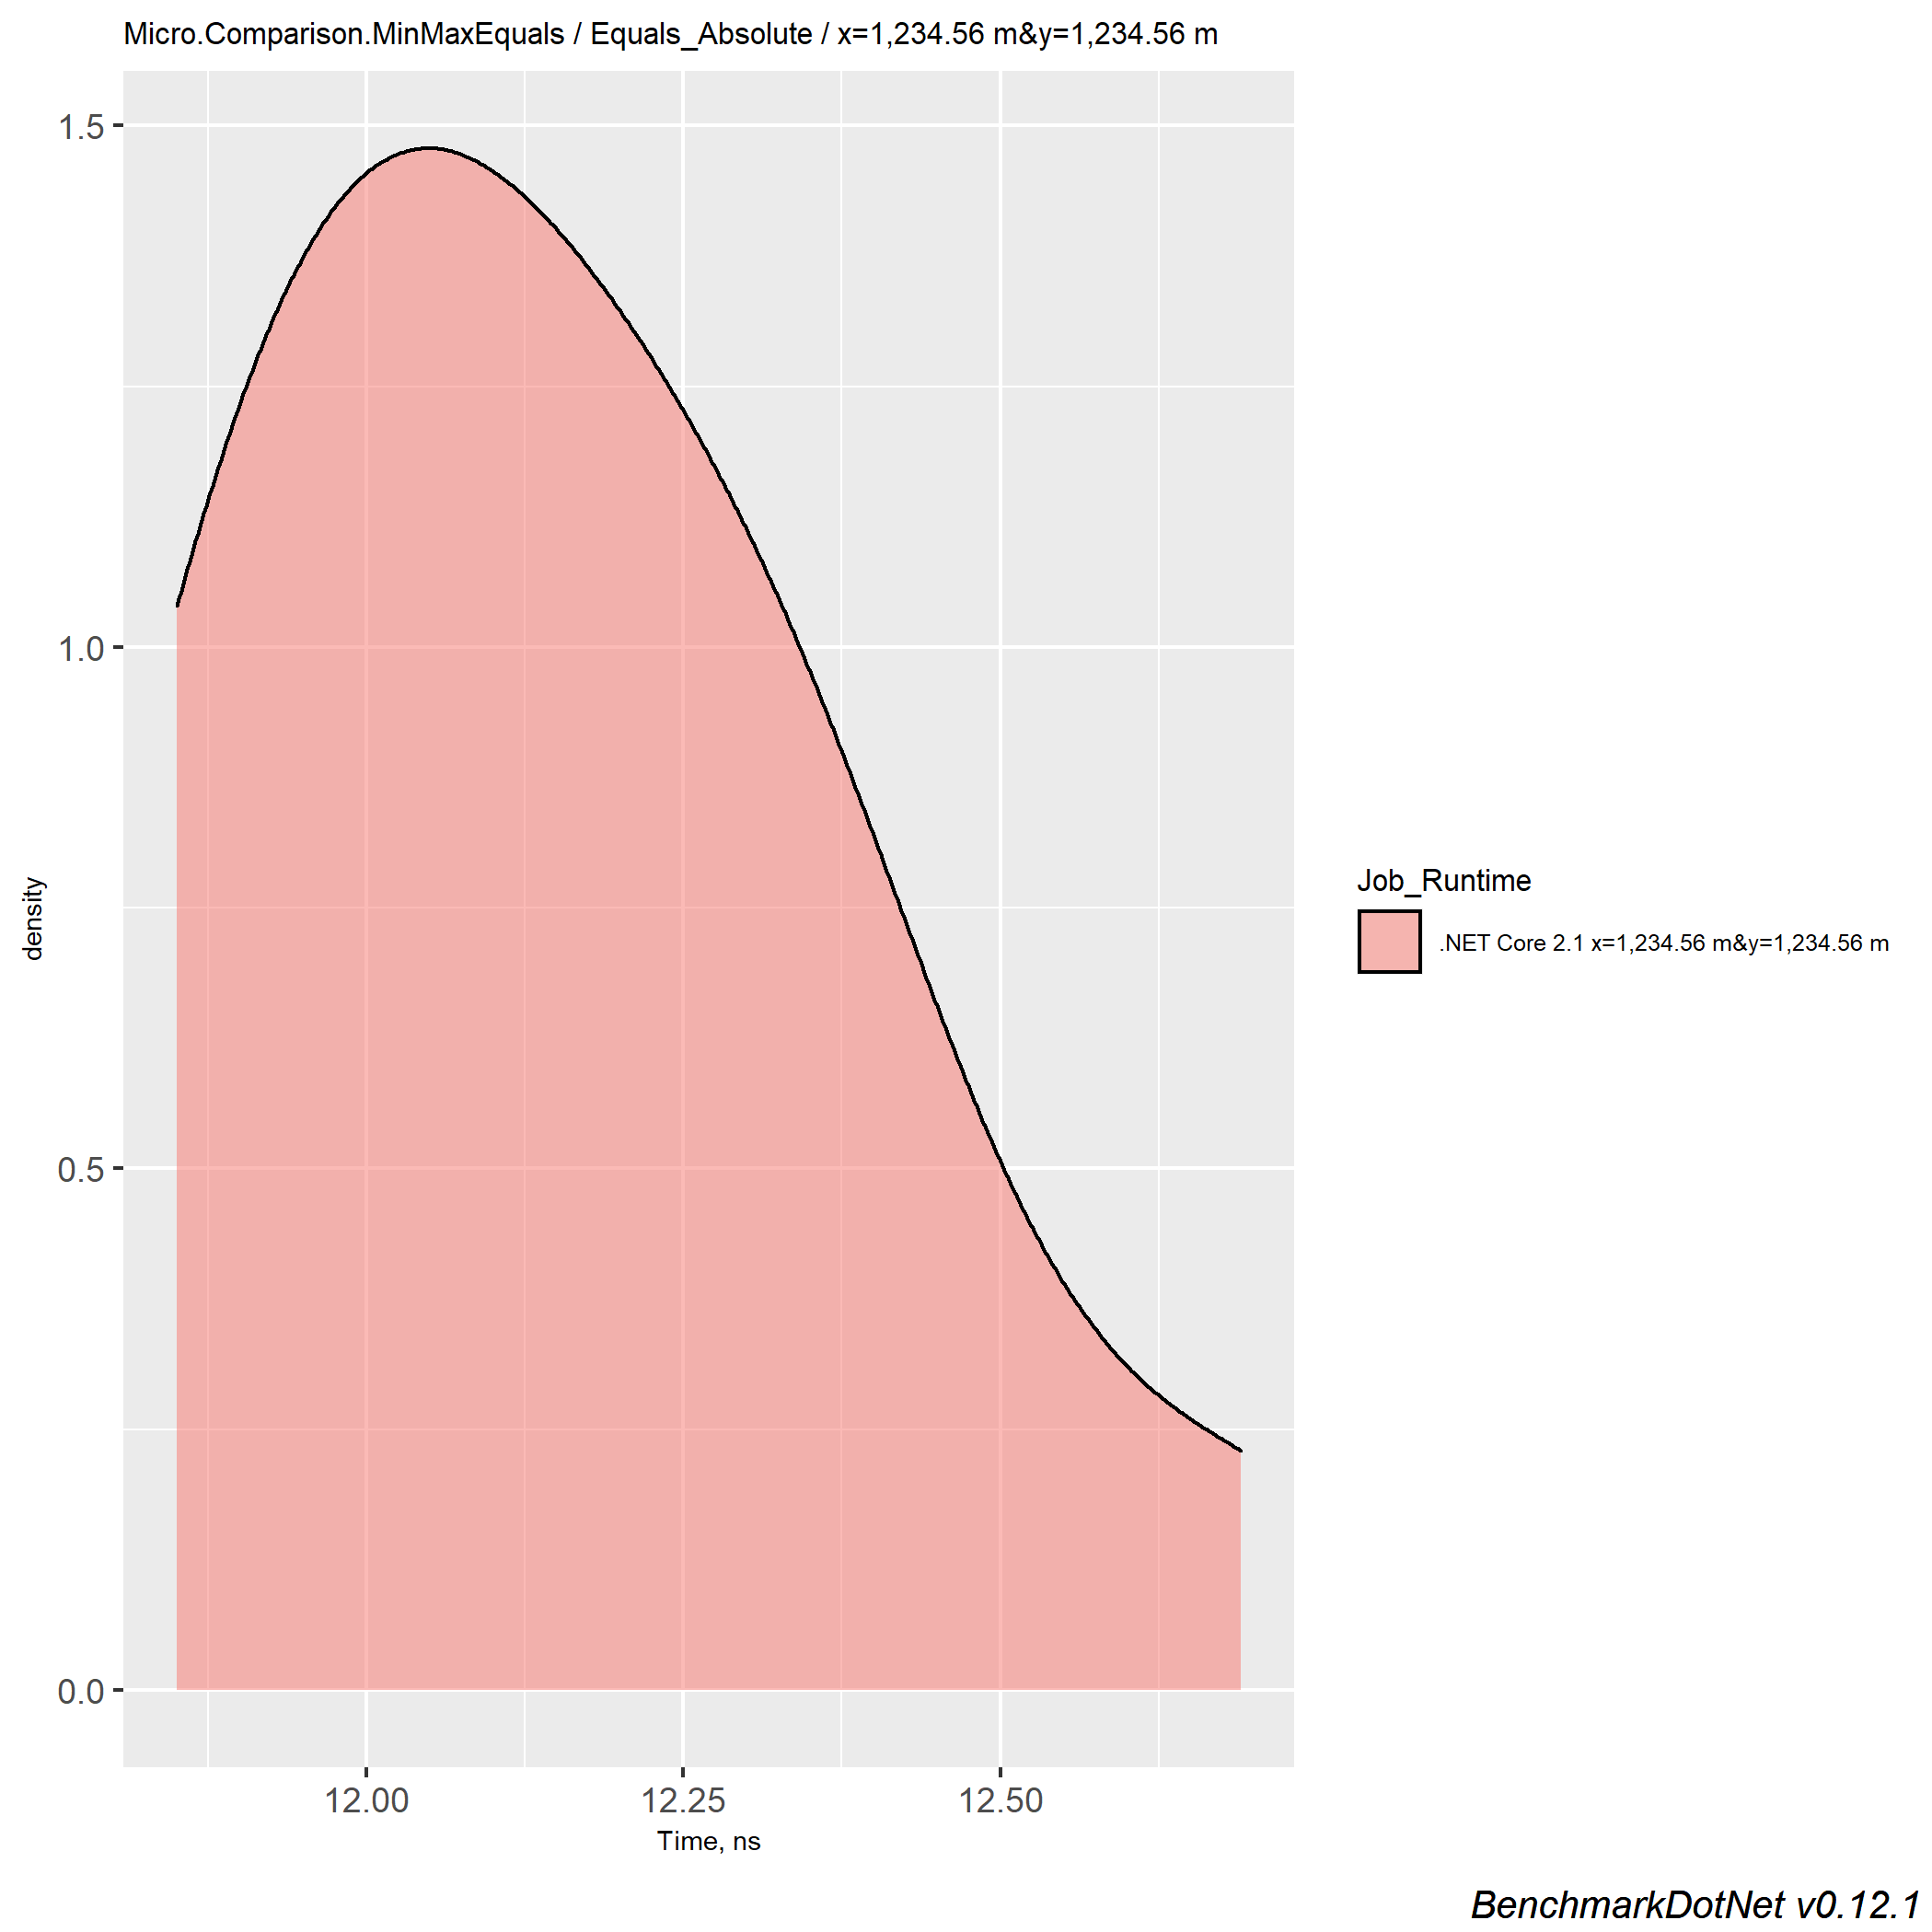 Micro.Comparison.MinMaxEquals / Equals_Absolute / x=1,234.56 m&y=1,234.56 m
1.5
1.0
0.5
0.0
density
12.00
12.25
12.50
Time, ns
Job_Runtime
.NET Core 2.1 x=1,234.56 m&y=1,234.56 m
BenchmarkDotNet v0.12.1